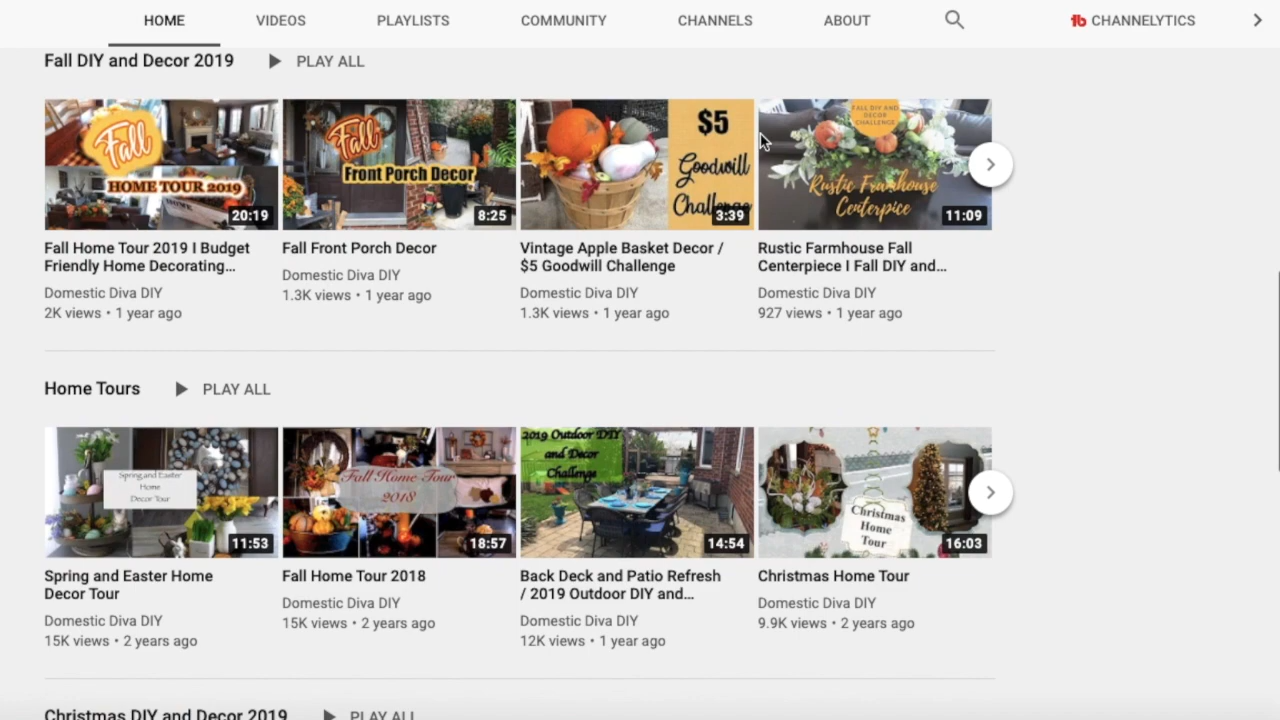 HOME VIDEOS PLAYLISTS COMMUNITY CHANNELS ABOUT CHANNELYTICS
Fall DIY and Decor 2019 PLAY ALL
Fall
HOME TOUR 2019
HOME
20:19
Fall
Front Porch Decor
8:25
$5
Goodwill
Challenge
3:39
FALL DIY AND
DECOR
CHALLENGE
Rustic Framhouse
Centerpice
11:09
Fall Home Tour 2019 I Budget
Friendly Home Decorating...
Domestic Diva DIY
2K views • 1 year ago
Fall Front Porch Decor
Domestic Diva DIY
1.3K views • 1 year ago
Vintage Apple Basket Decor /
$5 Goodwill Challenge
Domestic Diva DIY
1.3K views • 1 year ago
Rustic Farmhouse Fall
Centerpiece I Fall DIY and...
Domestic Diva DIY
927 views • 1 year ago
Home Tours PLAY ALL
Spring and Easter
Home
Decor Tour
11:53
Fall Home Tour
2018
18:57
2019 Outdoor DIY
and Decor
Challenge
14:54
Christmas
Home
Tour
16:03
Spring and Easter Home
Decor Tour
Domestic Diva DIY
15K views • 2 years ago
Fall Home Tour 2018
Domestic Diva DIY
15K views • 2 years ago
Back Deck and Patio Refresh
/ 2019 Outdoor DIY and...
Domestic Diva DIY
12K views • 1 year ago
Christmas Home Tour
Domestic Diva DIY
9.9K views • 2 years ago
Christmas DIY and Decor 2019 PLAY ALL